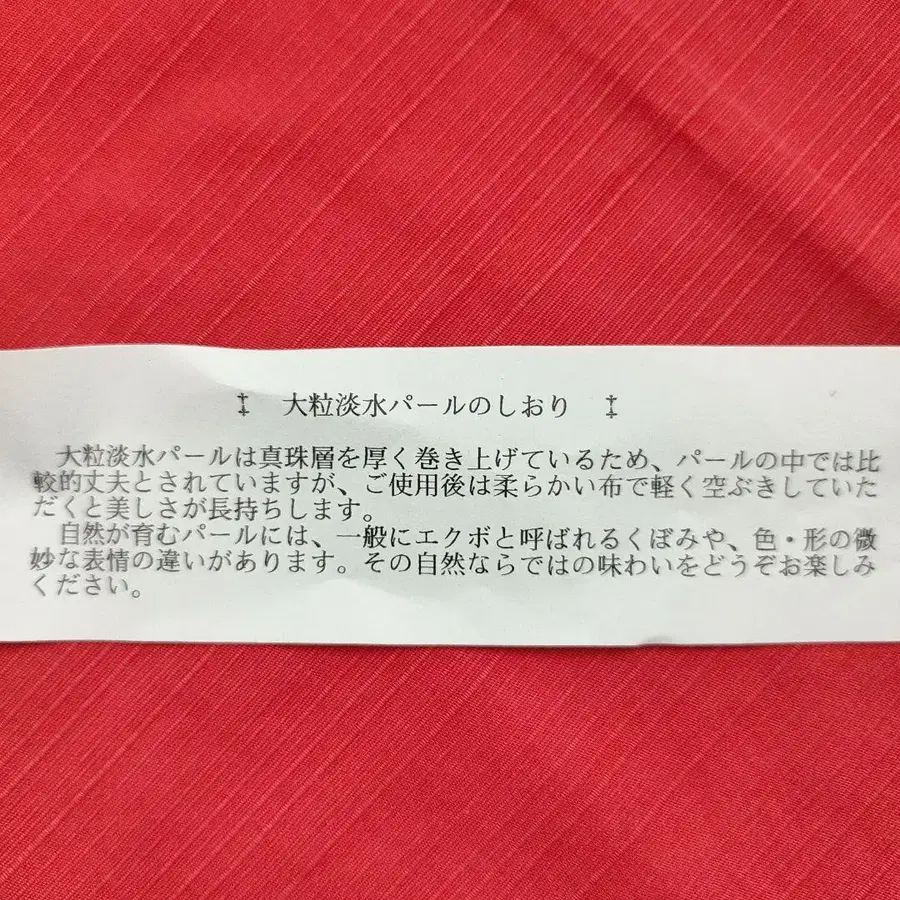 ‡ 大粒淡水パールのしおり ‡
大粒淡水パールは真珠層を厚く巻き上げているため、パールの中では比
較的丈夫とされていますが、ご使用後は柔らかい布で軽く空ぶきしていた
だくと美しさが長持ちします。
自然が育むパールには、一般にエクボと呼ばれるくぼみや、色・形の微
妙な表情の違いがあります。その自然ならではの味わいをどうぞお楽しみ
ください。